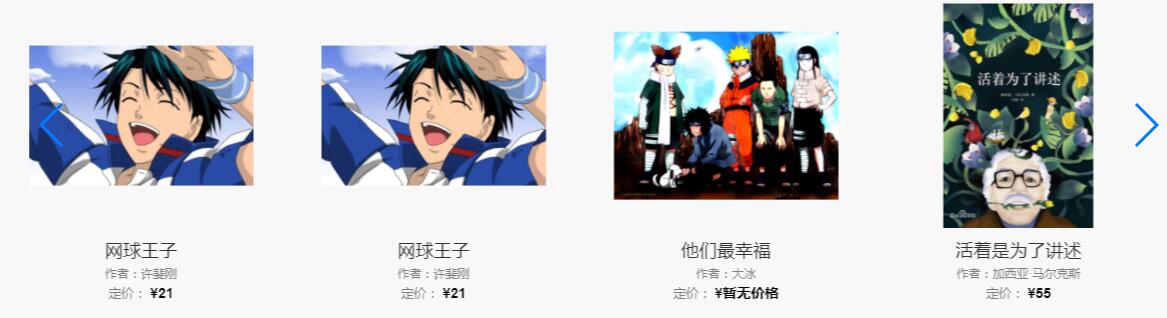 活着为了讲述
网球王子
作者：许斐刚
定价： ¥21
网球王子
作者：许斐刚
定价： ¥21
他们最幸福
作者：大冰
定价： ¥暂无价格
活着是为了讲述
作者：加西亚·马尔克斯
定价： ¥55